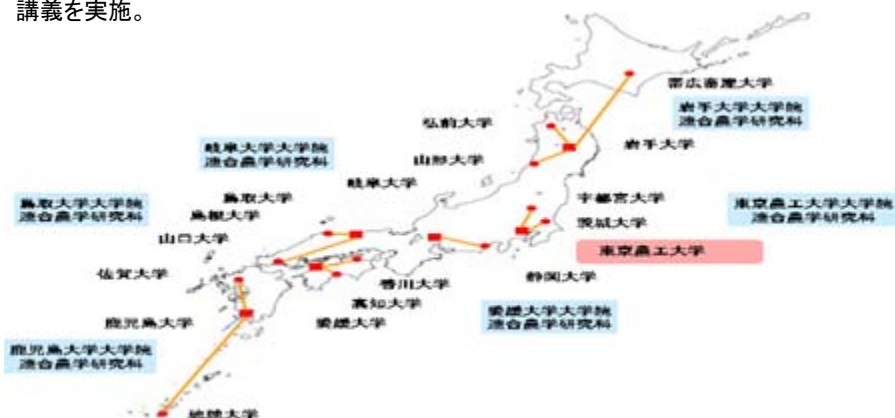 講義を実施。
帯広畜産大学
岩手大学大学院
連合農学研究科
弘前大学
岩手大学
岐阜大学大学院
連合農学研究科
山形大学
岐阜大学
宇都宮大学
鳥取大学大学院
連合農学研究科
鳥取大学
島根大学
茨城大学
東京農工大学大学院
連合農学研究科
山口大学
東京農工大学
佐賀大学
香川大学
静岡大学
高知大学
愛媛大学
愛媛大学大学院
連合農学研究科
鹿児島大学
鹿児島大学大学院
連合農学研究科
琉球大学